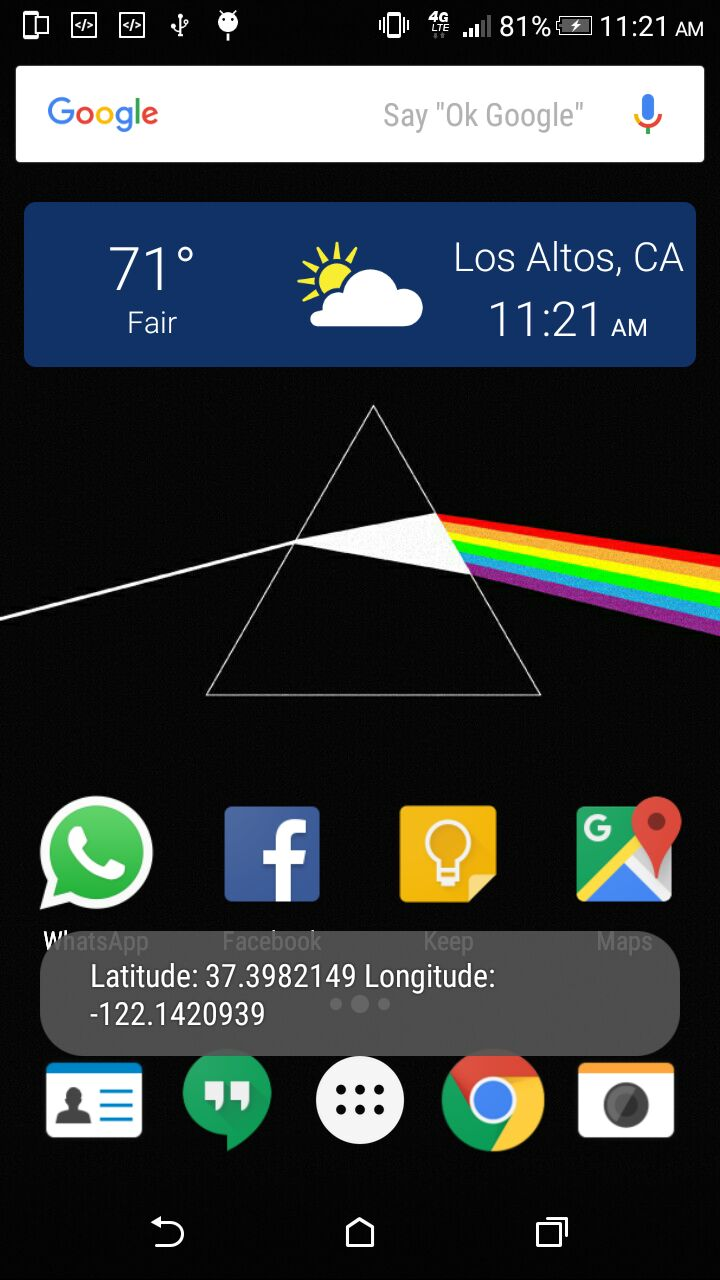 </> </> 4G LTE 81% 11:21 AM
Google Say "Ok Google"
71° Los Altos, CA
Fair 11:21 AM
G
WhatsApp Facebook Keep Maps
Latitude: 37.3982149 Longitude:
-122.1420939